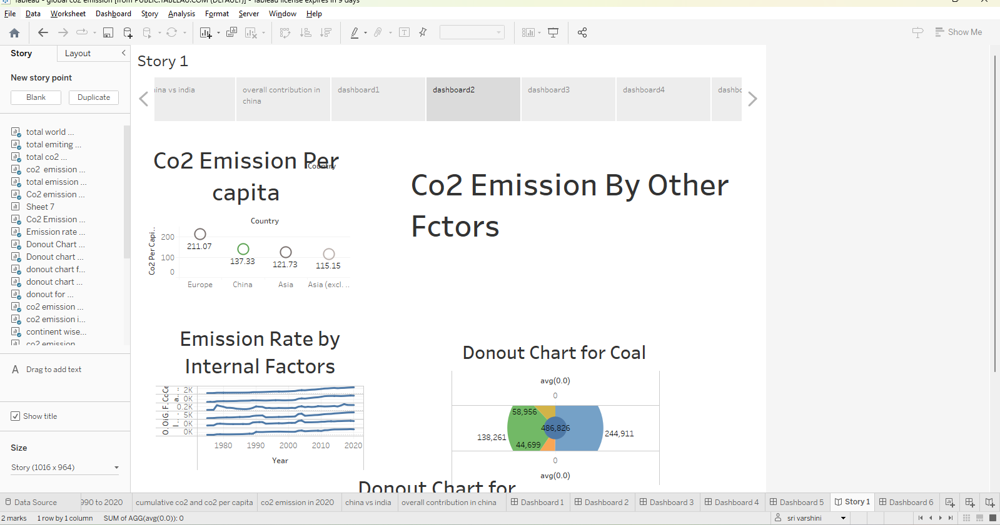 Tableau - global co2 emission [from PUBLIC.TABLEAU.COM (DEFAULT)] - Tableau license expires in 9 days
File Data Worksheet Dashboard Story Analysis Format Server Window Help
Show Me
Story Layout
New story point
Blank Duplicate
total world ...
total emiting ...
total co2 ...
co2 emission ...
total emission ...
Co2 emission ...
Sheet 7
Co2 Emission ...
Emission rate ...
Donout Chart ...
Donout chart ...
donout chart f...
donout chart ...
donout for ...
co2 emission ...
co2 emission i...
continent wise...
co2 emission
A Drag to add text
Show title
Size
Story (1016 x 964)
Story 1
ina vs india
overall contribution in
china
dashboard1
dashboard2
dashboard3
dashboard4
dashbo
Co2 Emission Per
Country
capita
Country
Co2 Per Capi..
200
100
0
211.07
137.33
121.73
115.15
Europe China Asia Asia (excl. ..
Co2 Emission By Other
Fctors
Emission Rate by
Internal Factors
2K
0K
0.2K
5K
0K
0K
1980 1990 2000 2010 2020
Year
Donout Chart for Coal
avg(0.0)
0
58,956
486,826
138,261
244,911
44,699
0
avg(0.0)
Donout Chart for
Data Source 990 to 2020 cumulative co2 and co2 per capita co2 emission in 2020 china vs india overall contribution in china Dashboard 1 Dashboard 2 Dashboard 3 Dashboard 4 Dashboard 5 Story 1 Dashboard 6
2 marks 1 row by 1 column SUM of AGG(avg(0.0)): 0 sri varshini